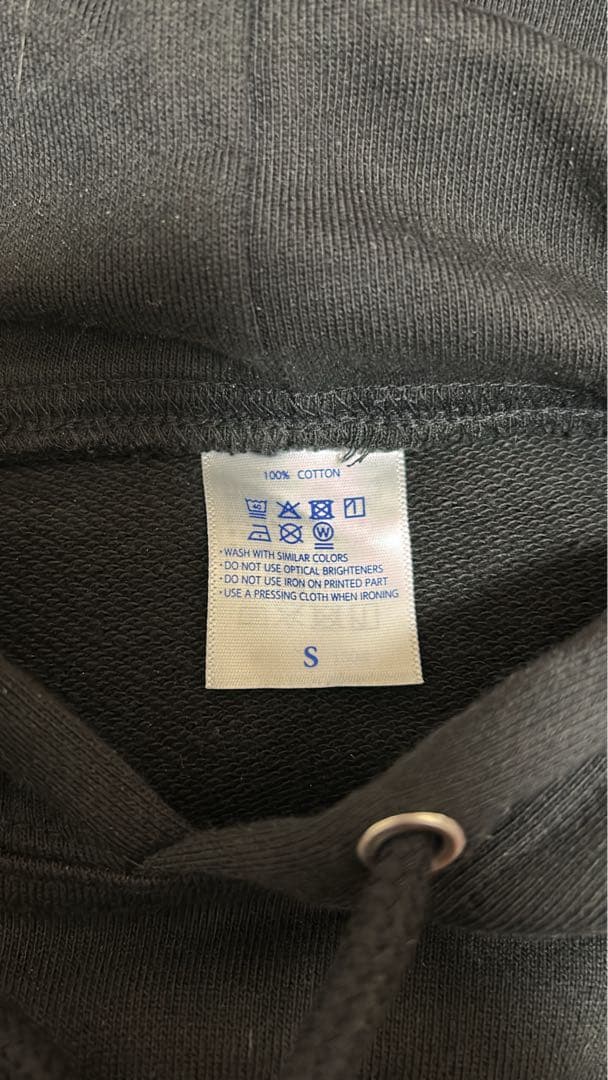 100% COTTON
40
W
・WASH WITH SIMILAR COLORS
・DO NOT USE OPTICAL BRIGHTENERS
・DO NOT USE IRON ON PRINTED PART
・USE A PRESSING CLOTH WHEN IRONING
S